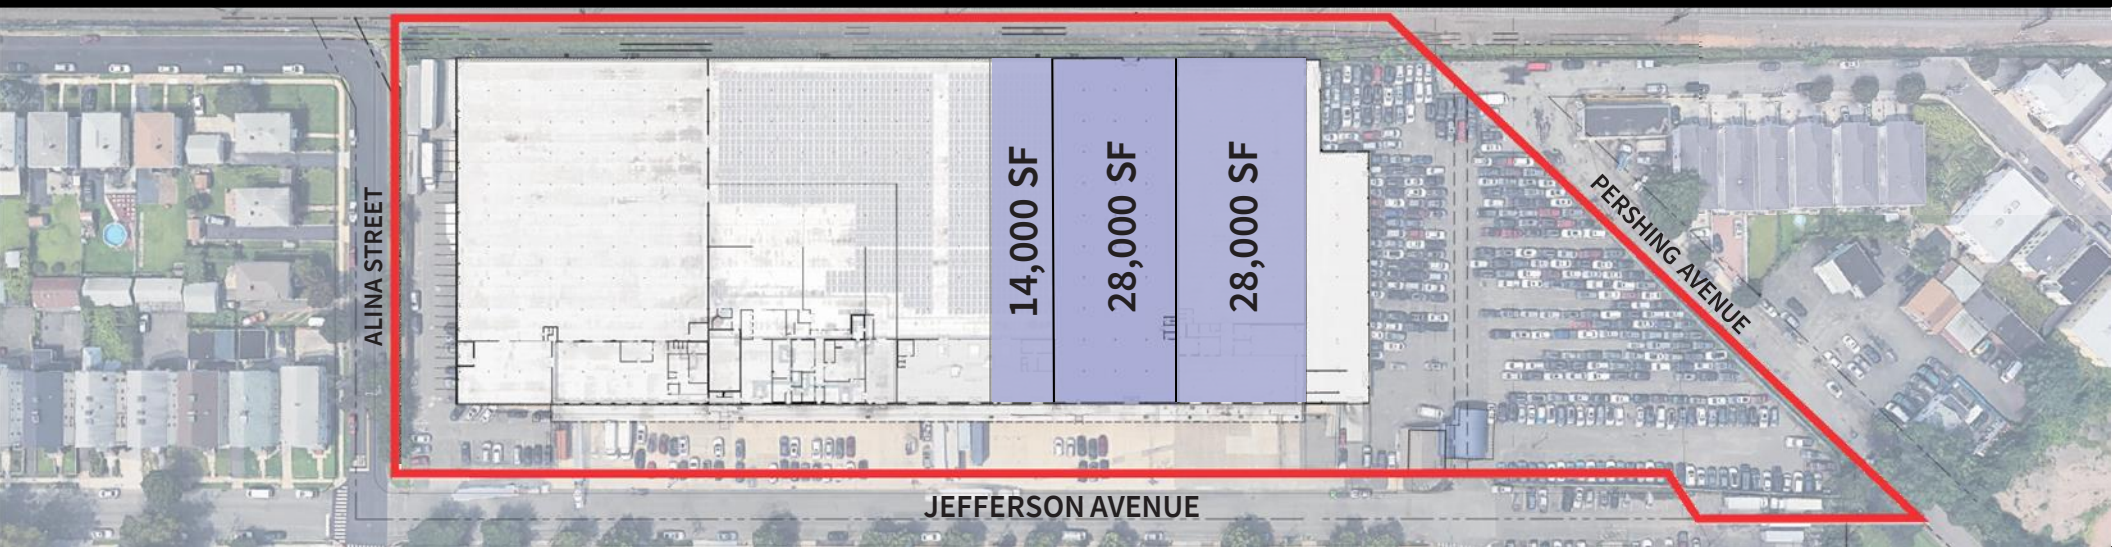 ALINA STREET
14,000 SF
28,000 SF
28,000 SF
PERSHING AVENUE
JEFFERSON AVENUE